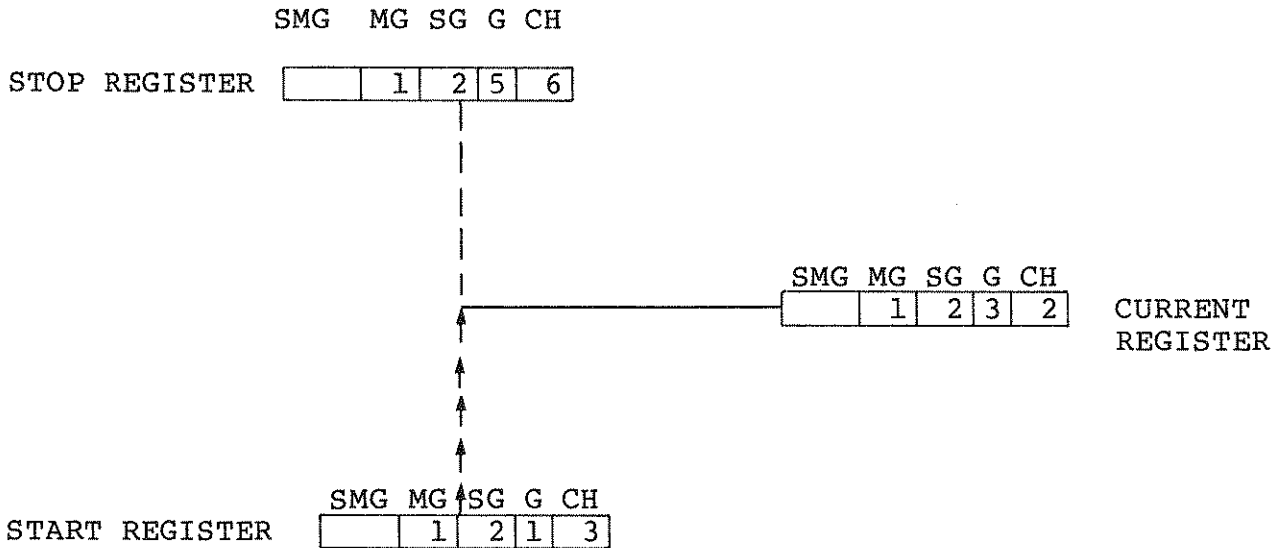 SMG MG SG G CH
STOP REGISTER 1 2 5 6
SMG MG SG G CH
1 2 3 2 CURRENT
REGISTER
SMG MG SG G CH
START REGISTER 1 2 1 3